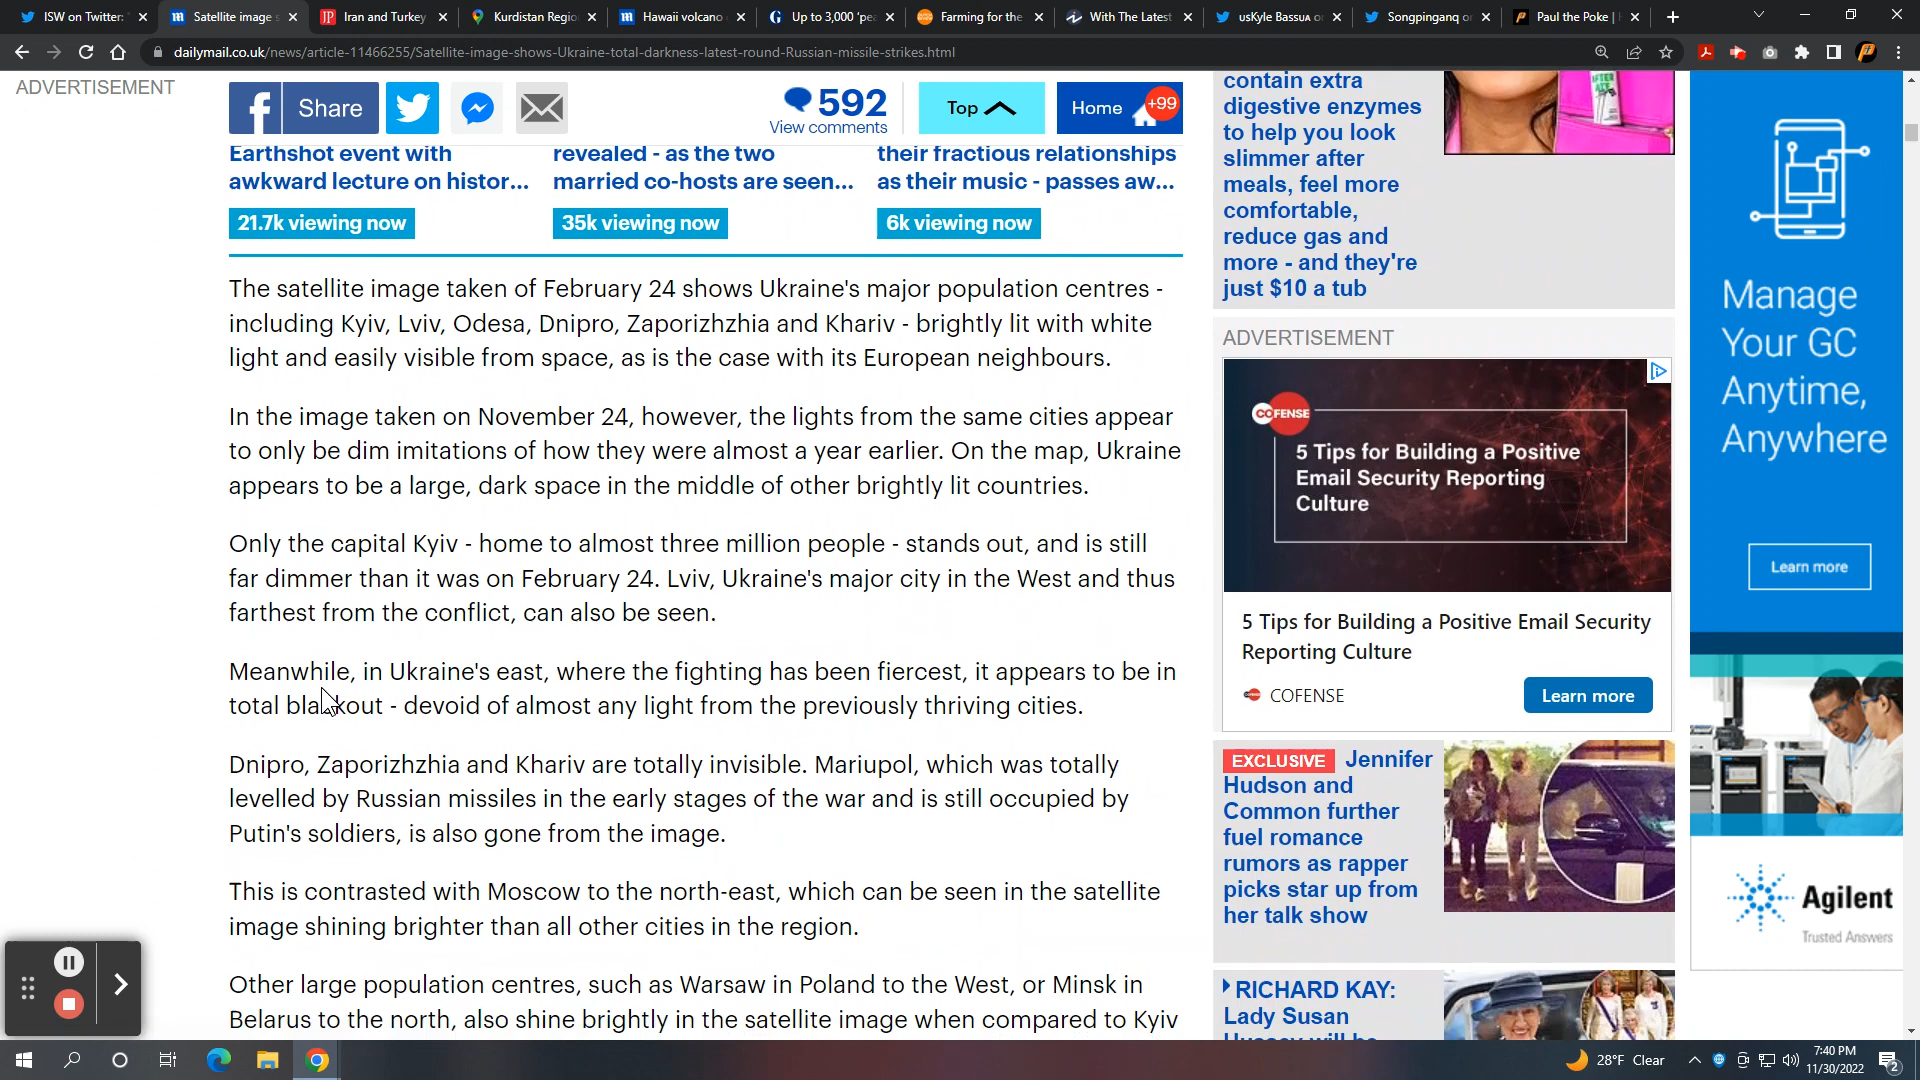 ISW on Twitter: '
Satellite image s
Iran and Turkey
Kurdistan Regio
Hawaii volcano
Up to 3,000 'pe
Farming for the
With The Latest
Songpingang o
Paul the Poke |
dailymail.co.uk/news/article-11466255/Satellite-image-shows-Ukraine-total-darkness-latest-round-Russian-missile-strikes.html
ADVERTISEMENT
Share
592
View comments
Top
Home
+99
Earthshot event with
awkward lecture on histor...
21.7k viewing now
revealed - as the two
married co-hosts are seen...
35k viewing now
their fractious relationships
as their music - passes aw...
6k viewing now
The satellite image taken of February 24 shows Ukraine's major population centres -
including Kyiv, Lviv, Odesa, Dnipro, Zaporizhzhia and Khariv - brightly lit with white
light and easily visible from space, as is the case with its European neighbours.
In the image taken on November 24, however, the lights from the same cities appear
to only be dim imitations of how they were almost a year earlier. On the map, Ukraine
appears to be a large, dark space in the middle of other brightly lit countries.
Only the capital Kyiv - home to almost three million people - stands out, and is still
far dimmer than it was on February 24. Lviv, Ukraine's major city in the West and thus
farthest from the conflict, can also be seen.
Meanwhile, in Ukraine's east, where the fighting has been fiercest, it appears to be in
total blackout - devoid of almost any light from the previously thriving cities.
Dnipro, Zaporizhzhia and Khariv are totally invisible. Mariupol, which was totally
levelled by Russian missiles in the early stages of the war and is still occupied by
Putin's soldiers, is also gone from the image.
This is contrasted with Moscow to the north-east, which can be seen in the satellite
image shining brighter than all other cities in the region.
Other large population centres, such as Warsaw in Poland to the West, or Minsk in
Belarus to the north, also shine brightly in the satellite image when compared to Kyiv
contain extra
digestive enzymes
to help you look
slimmer after
meals, feel more
comfortable,
reduce gas and
more - and they're
just $10 a tub
ADVERTISEMENT
COFENSE
5 Tips for Building a Positive
Email Security Reporting
Culture
5 Tips for Building a Positive Email Security
Reporting Culture
COFENSE
Learn more
EXCLUSIVE Jennifer
Hudson and
Common further
fuel romance
rumors as rapper
picks star up from
her talk show
RICHARD KAY:
Lady Susan
Manage
Your GC
Anytime,
Anywhere
Learn more
Agilent
Trusted Answers
28°F Clear
7:40 PM
11/30/2022
2